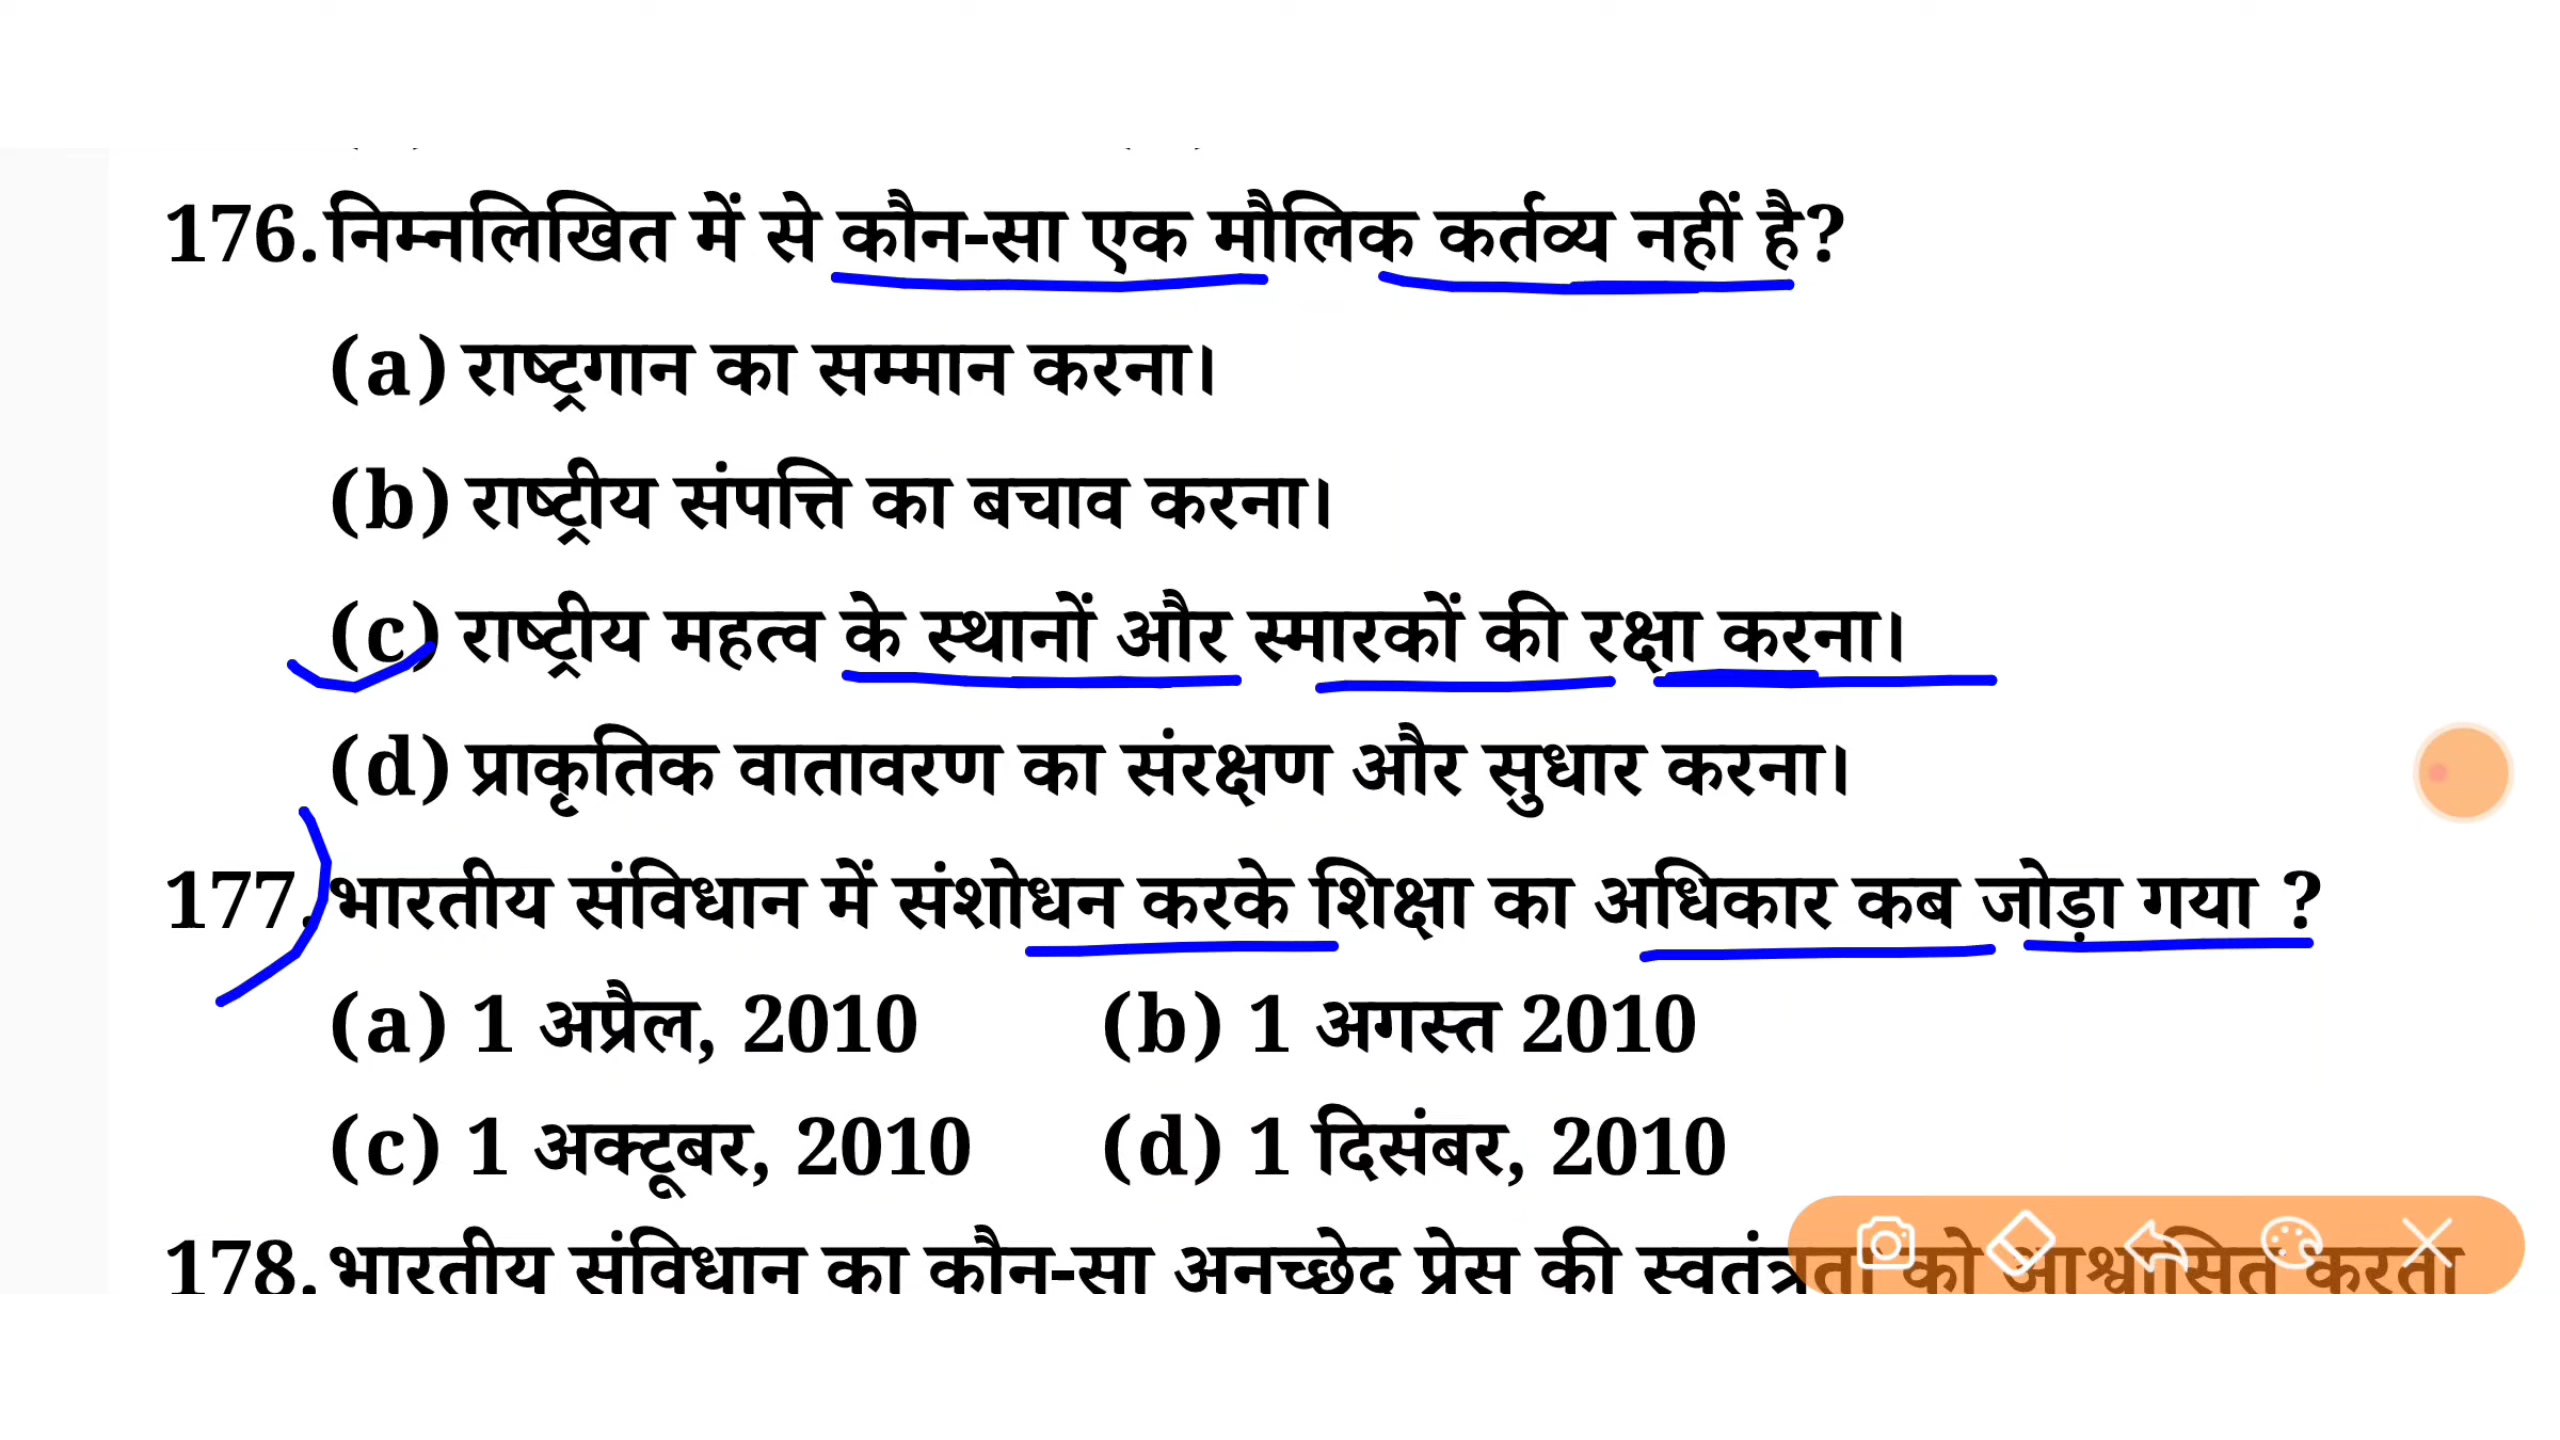 176. निम्नलिखित में से कौन-सा एक मौलिक कर्तव्य नहीं है?
(a) राष्ट्रगान का सम्मान करना।
(b) राष्ट्रीय संपत्ति का बचाव करना।
(c) राष्ट्रीय महत्व के स्थानों और स्मारकों की रक्षा करना।
(d) प्राकृतिक वातावरण का संरक्षण और सुधार करना।
177. भारतीय संविधान में संशोधन करके शिक्षा का अधिकार कब जोड़ा गया ?
(a) 1 अप्रैल, 2010 (b) 1 अगस्त 2010
(c) 1 अक्टूबर, 2010 (d) 1 दिसंबर, 2010
178. भारतीय संविधान का कौन-सा अनुच्छेद प्रेस की स्वतंत्रता को आश्वासित करता